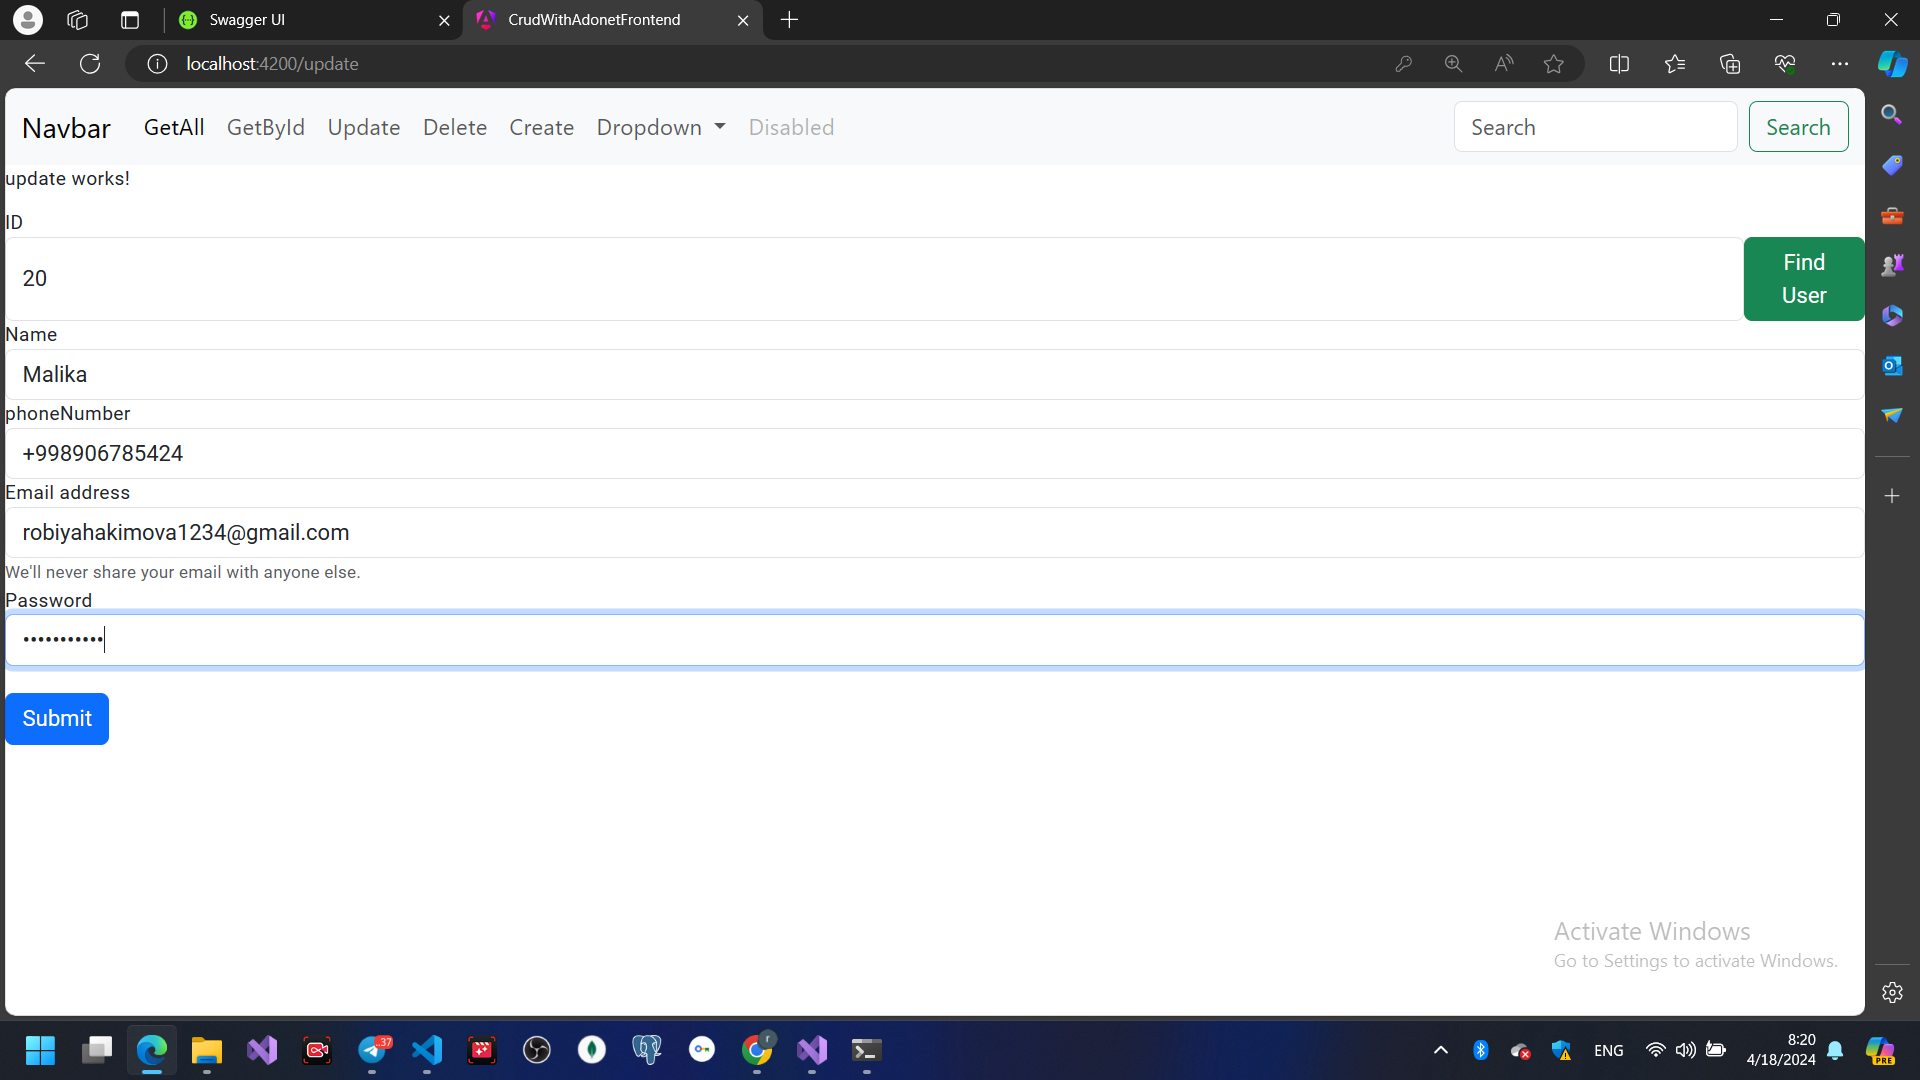 Swagger UI
CrudWithAdonetFrontend
localhost:4200/update
Navbar GetAll GetById Update Delete Create Dropdown Disabled Search Search
update works!
ID
20
Find
User
Name
Malika
phoneNumber
+998906785424
Email address
robiyahakimova1234@gmail.com
We'll never share your email with anyone else.
Password
•••••••••••
Submit
Activate Windows
Go to Settings to activate Windows.
37
r
ENG
8:20
4/18/2024
PRE